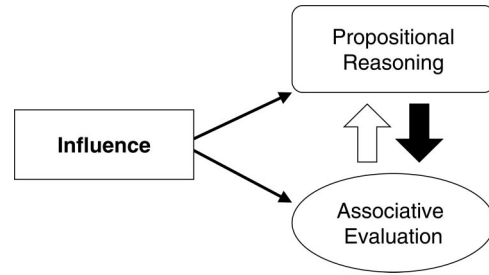 Propositional
Reasoning
Influence
Associative
Evaluation